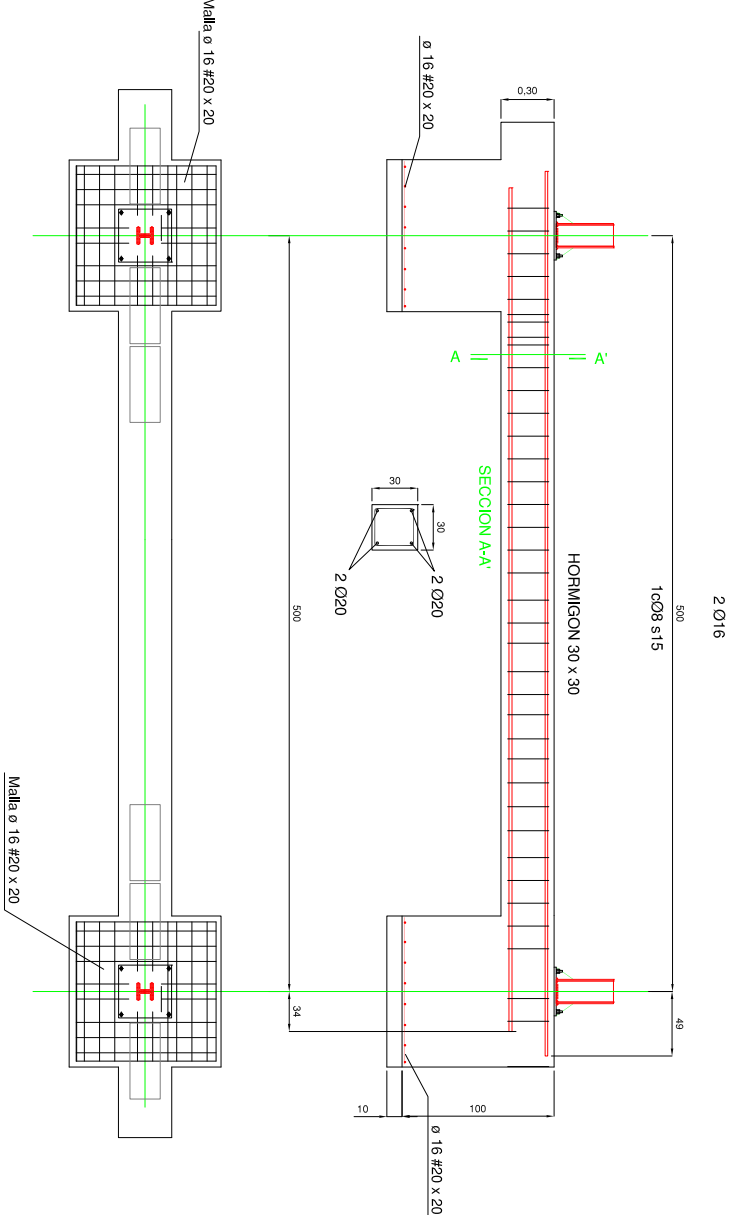 2 Ø16
500
1cØ8 s15
HORMIGON 30 x 30
49
0,30
ø 16 #20 x 20
A
A'
SECCION A-A'
30
30
2 Ø20
2 Ø20
100
10
ø 16 #20 x 20
500
34
Malla ø 16 #20 x 20
Malla ø 16 #20 x 20